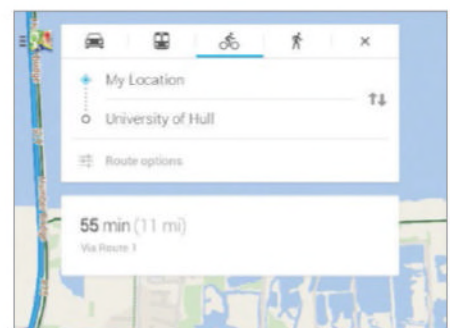 My Location
University of Hull
Route options
55 min (11 mi)
Via Route 1